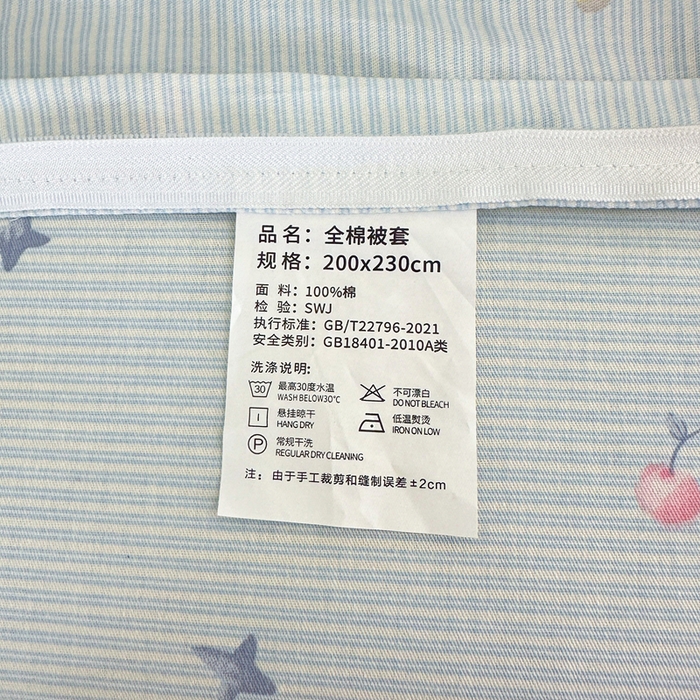 品名：全棉被套
规格：200x230cm
面 料：100%棉
检 验：SWJ
执行标准：GB/T22796-2021
安全类别：GB18401-2010A类
洗涤说明:
30 最高30度水温 不可漂白
WASH BELOW30℃ DO NOT BLEACH
悬挂晾干 低温熨烫
HANG DRY IRON ON LOW
P 常规干洗
REGULAR DRY CLEANING
注：由于手工裁剪和缝制误差±2cm